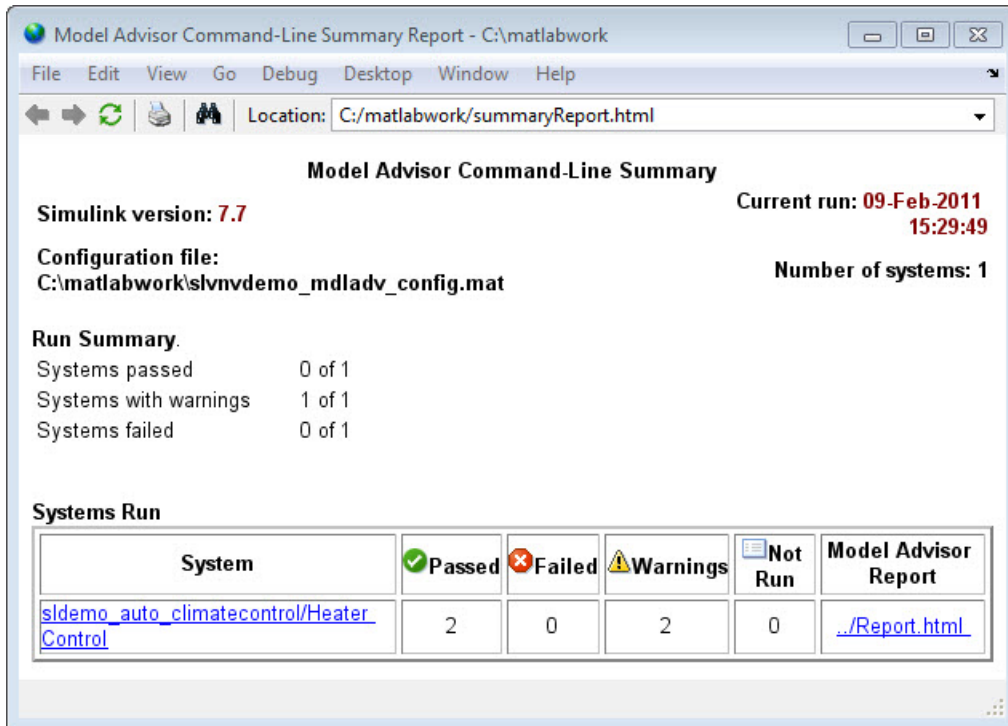 Model Advisor Command-Line Summary Report - C:\matlabwork
File Edit View Go Debug Desktop Window Help
Location: C:/matlabwork/summaryReport.html
Model Advisor Command-Line Summary
Simulink version: 7.7
Current run: 09-Feb-2011
15:29:49
Configuration file:
C:\matlabwork\slvnvdemo_mdladv_config.mat
Number of systems: 1
Run Summary.
Systems passed 0 of 1
Systems with warnings 1 of 1
Systems failed 0 of 1
Systems Run
System Passed Failed Warnings Not Run Model Advisor Report
sldemo_auto_climatecontrol/Heater
Control 2 0 2 0 ../Report.html